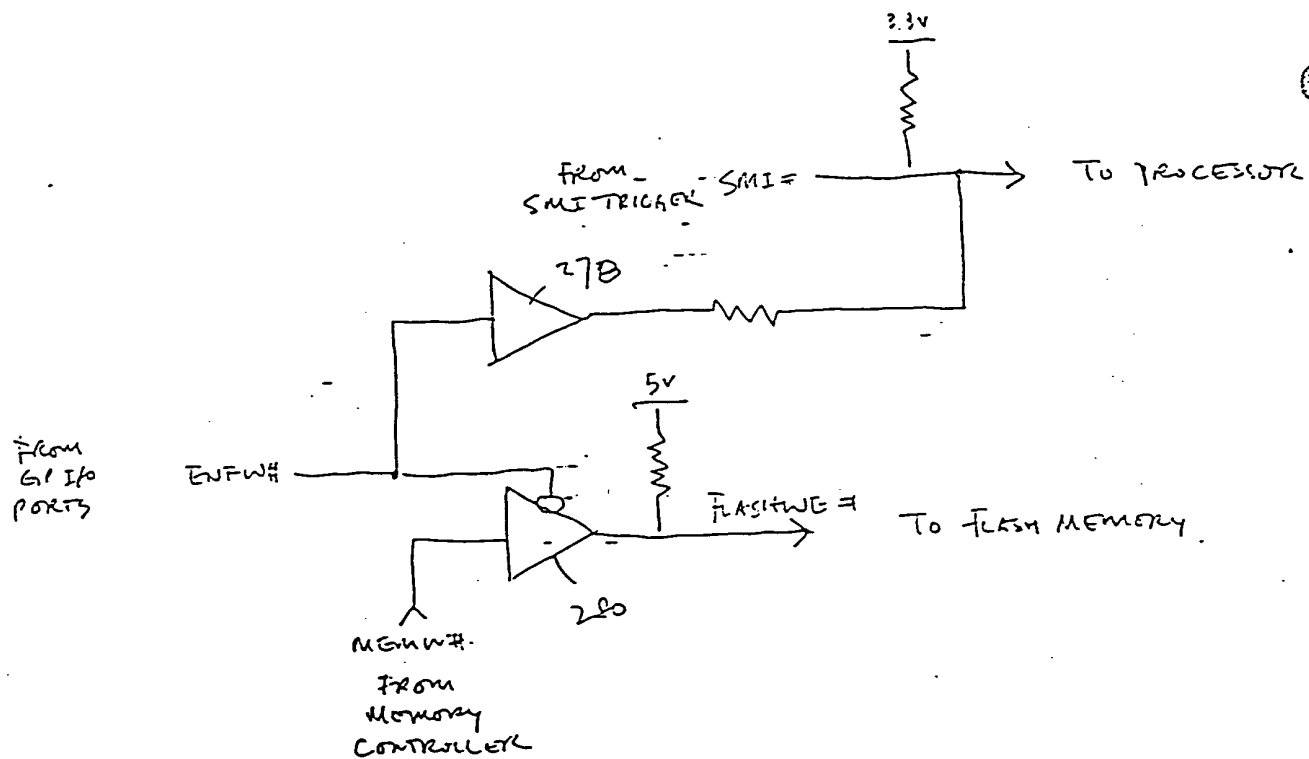 3.3V
FROM
SMI TRIGGER
SMI#
TO PROCESSOR
278
5V
FROM
GP I/O
PORTS
ENFW#
FLASHWE#
TO FLASH MEMORY.
280
MEMW#.
FROM
MEMORY
CONTROLLER